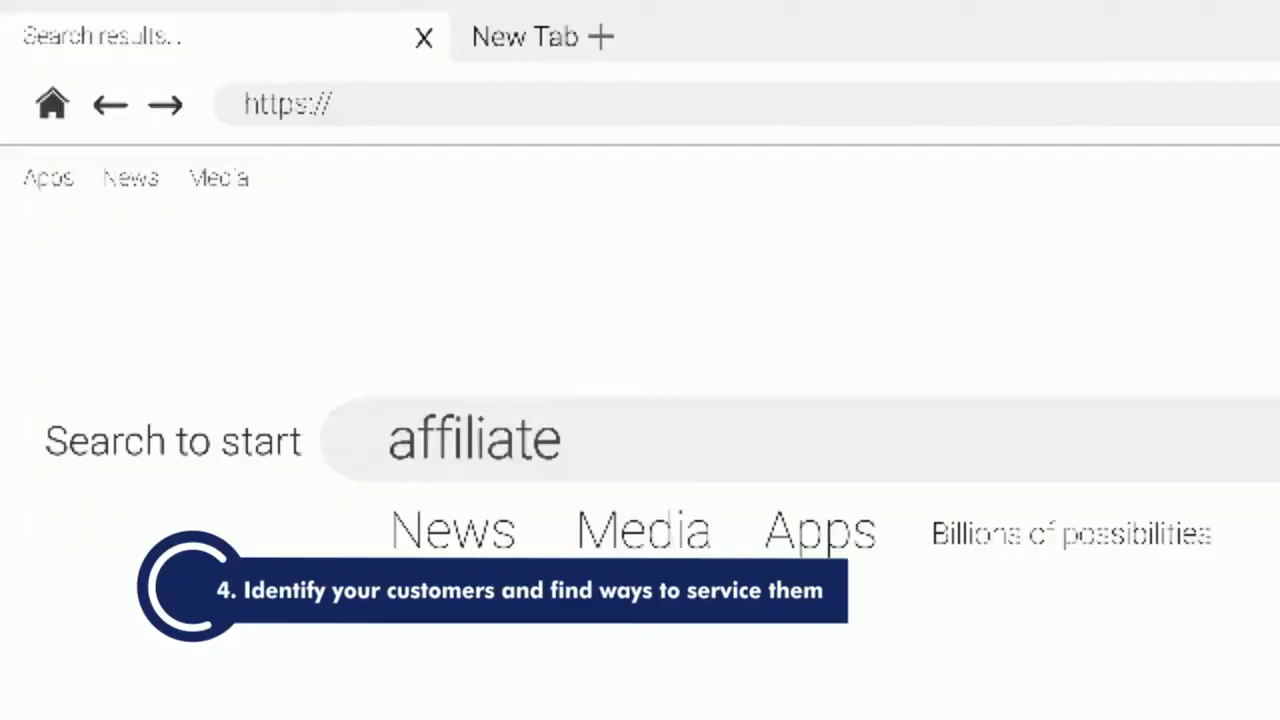 Search results...
X
New Tab +
https://
Apps News Media
Search to start affiliate
News Media Apps Billions of possibilities
4. Identify your customers and find ways to service them